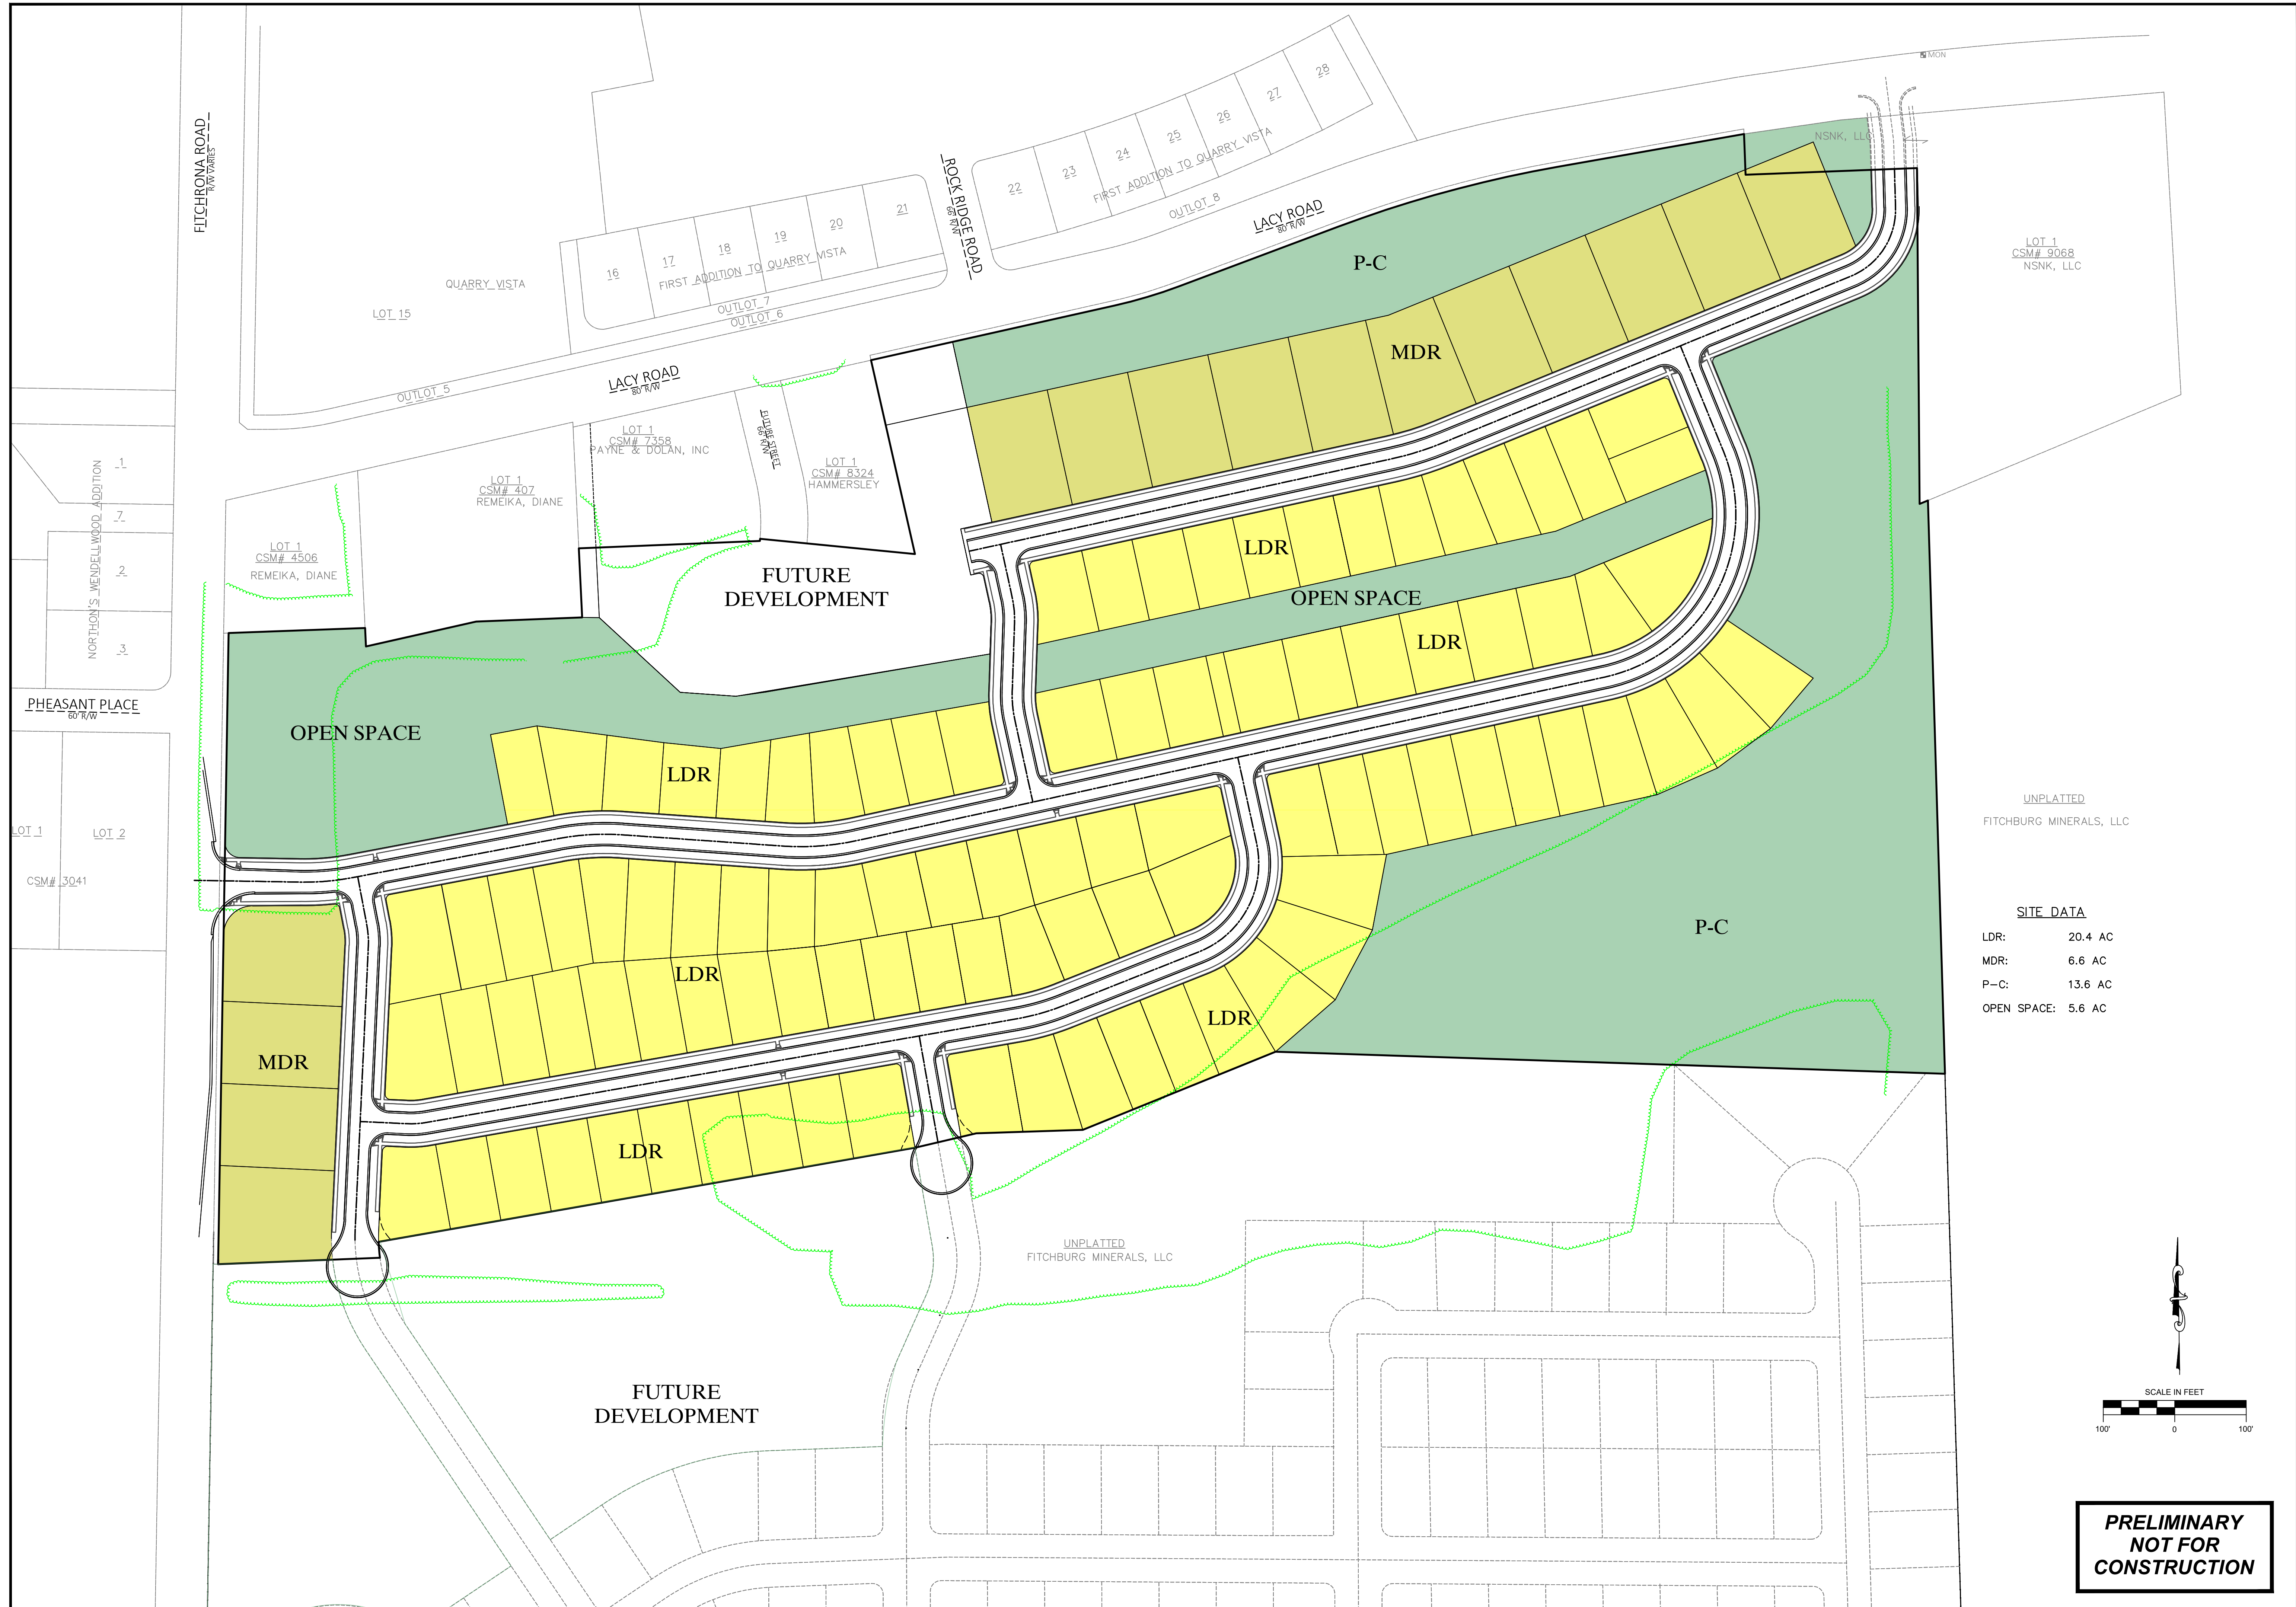 MON
FITCHRONA ROAD
R/W VARIES
ROCK RIDGE ROAD
66' R/W
22
23
24
25
26
27
28
FIRST ADDITION TO QUARRY VISTA
OUTLOT 8
LACY ROAD
80' R/W
NSNK, LLC
LOT 1
CSM# 9068
NSNK, LLC
16
17
18
19
20
21
FIRST ADDITION TO QUARRY VISTA
OUTLOT 7
OUTLOT 6
QUARRY VISTA
LOT 15
OUTLOT 5
LACY ROAD
80' R/W
P-C
MDR
LOT 1
CSM# 7358
PAYNE & DOLAN, INC
FUTURE STREET
66' R/W
LOT 1
CSM# 8324
HAMMERSLEY
LOT 1
CSM# 407
REMEIKA, DIANE
LOT 1
CSM# 4506
REMEIKA, DIANE
NORTHON'S WENDELLWOOD ADDITION
1
7
2
3
PHEASANT PLACE
60' R/W
LOT 1
LOT 2
CSM# 3041
FUTURE
DEVELOPMENT
LDR
OPEN SPACE
LDR
OPEN SPACE
LDR
LDR
LDR
LDR
MDR
P-C
UNPLATTED
FITCHBURG MINERALS, LLC
SITE DATA
LDR: 20.4 AC
MDR: 6.6 AC
P-C: 13.6 AC
OPEN SPACE: 5.6 AC
UNPLATTED
FITCHBURG MINERALS, LLC
FUTURE
DEVELOPMENT
SCALE IN FEET
100' 0 100'
PRELIMINARY
NOT FOR
CONSTRUCTION